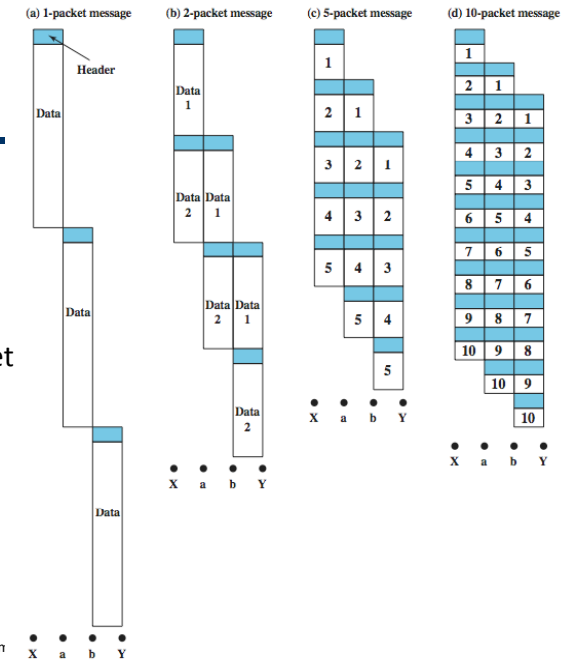 (a) 1-packet message (b) 2-packet message (c) 5-packet message (d) 10-packet message
Header
Data
Data
Data
Data 1
Data 2 Data 1
Data 2 Data 1
Data 2
1
2 1
3 2 1
4 3 2
5 4 3
5 4
5
1
2 1
3 2 1
4 3 2
5 4 3
6 5 4
7 6 5
8 7 6
9 8 7
10 9 8
10 9
10
X a b Y
X a b Y
X a b Y
X a b Y